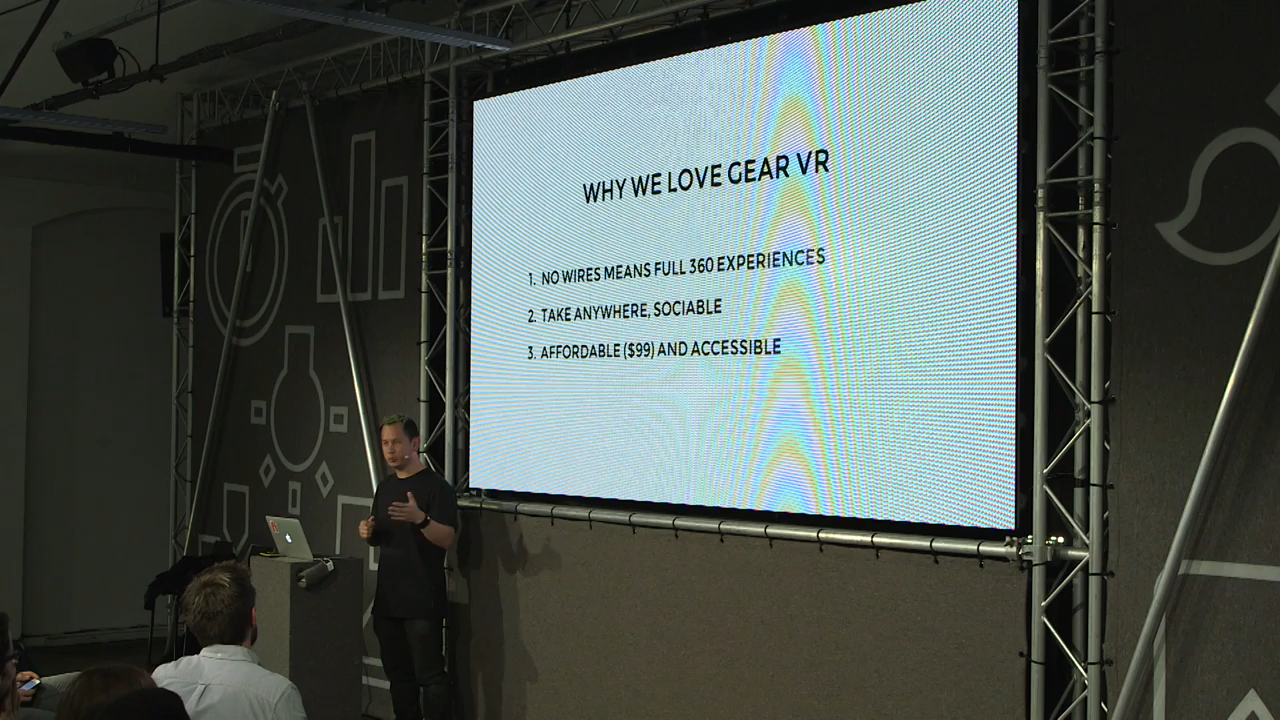 WHY WE LOVE GEAR VR
1. NO WIRES MEANS FULL 360 EXPERIENCES
2. TAKE ANYWHERE, SOCIABLE
3. AFFORDABLE ($99) AND ACCESSIBLE